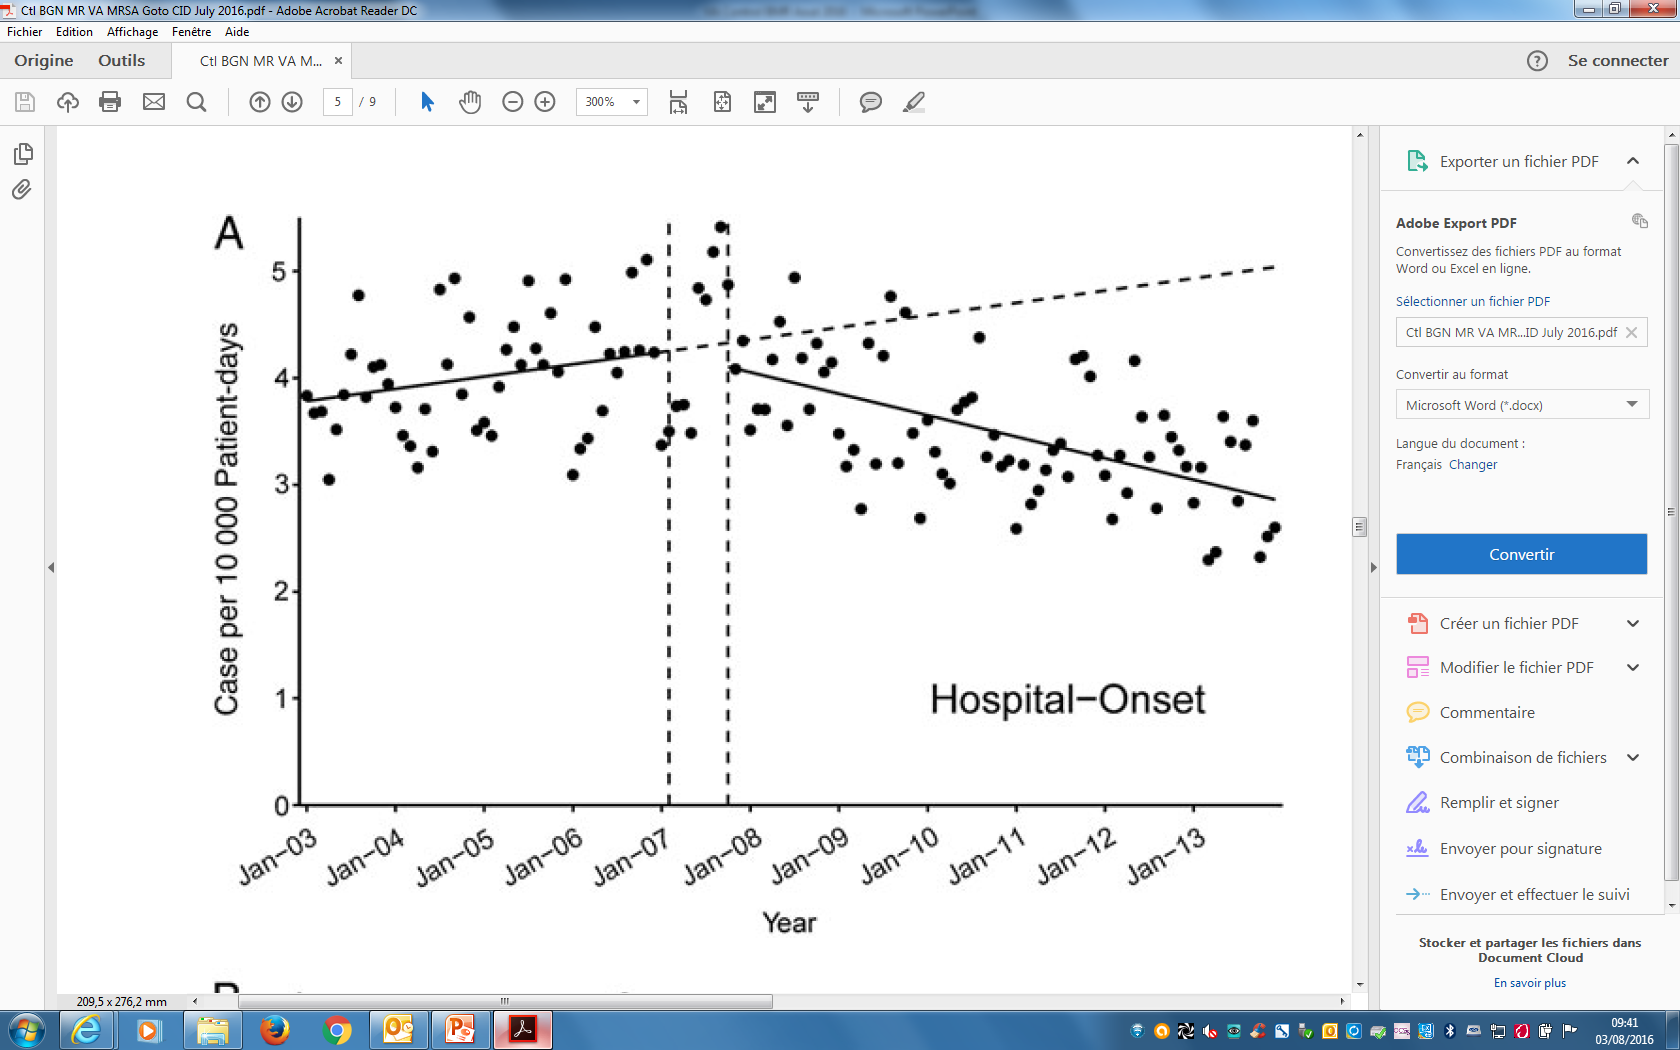 Ctl BGN MR VA MRSA Goto CID July 2016.pdf - Adobe Acrobat Reader DC
Fichier Edition Affichage Fenêtre Aide
Origine Outils Ctl BGN MR VA M... × ? Se connecter
5 / 9 300%
A
5
4
3
2
1
0
Case per 10 000 Patient-days
Hospital−Onset
Jan−03 Jan−04 Jan−05 Jan−06 Jan−07 Jan−08 Jan−09 Jan−10 Jan−11 Jan−12 Jan−13
Year
209,5 x 276,2 mm
Exporter un fichier PDF
Adobe Export PDF
Convertissez des fichiers PDF au format
Word ou Excel en ligne.
Sélectionner un fichier PDF
Ctl BGN MR VA MR...ID July 2016.pdf
Convertir au format
Microsoft Word (*.docx)
Langue du document :
Français Changer
Convertir
Créer un fichier PDF
Modifier le fichier PDF
Commentaire
Combinaison de fichiers
Remplir et signer
Envoyer pour signature
Envoyer et effectuer le suivi
Stocker et partager les fichiers dans
Document Cloud
En savoir plus
09:41
03/08/2016